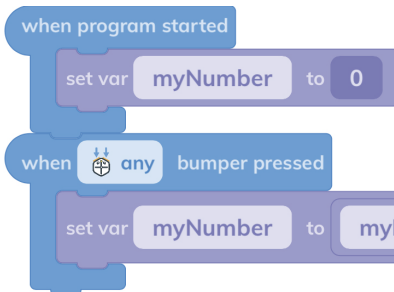 when program started
set var myNumber to 0
when any bumper pressed
set var myNumber to